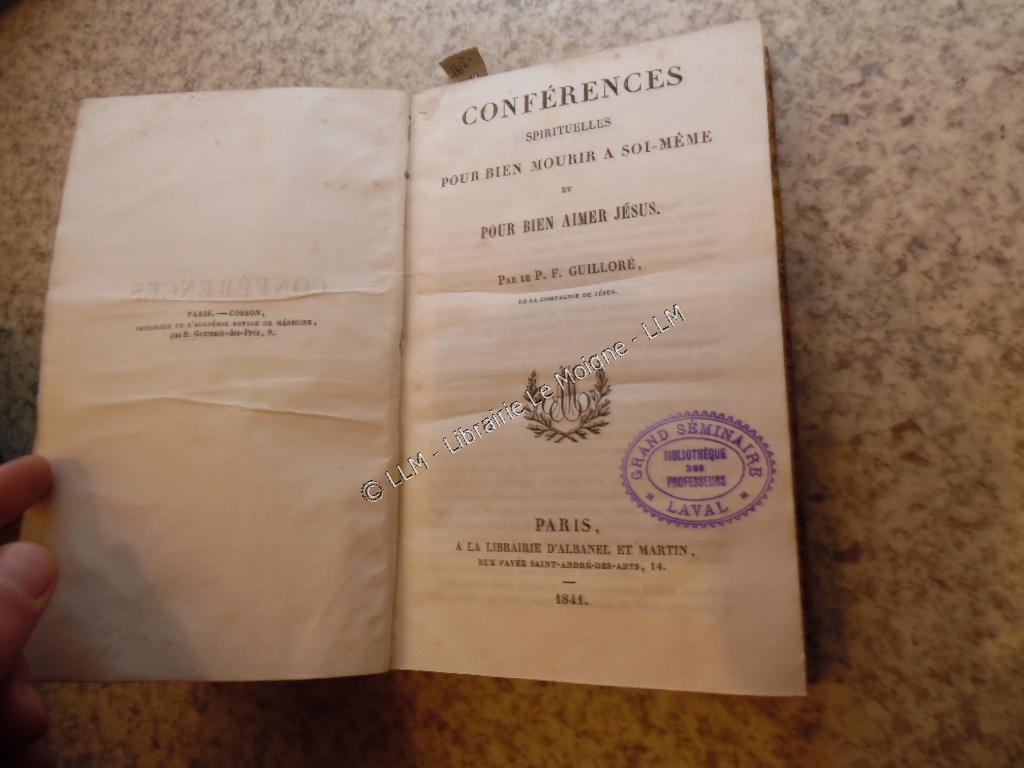 CONFÉRENCES
PARIS. — COSSON,
IMPRIMEUR DE L'ACADÉMIE ROYALE DE MÉDECINE,
rue S. Germain-des-Prés, 9.
CONFÉRENCES
SPIRITUELLES
POUR BIEN MOURIR A SOI-MÊME
ET
POUR BIEN AIMER JÉSUS.
PAR LE P. F. GUILLORÉ,
DE LA COMPAGNIE DE JÉSUS.
© LLM - Librairie Le Moigne - LLM
GRAND SÉMINAIRE
BIBLIOTHÈQUE
DES
PROFESSEURS
LAVAL
PARIS,
A LA LIBRAIRIE D'ALBANEL ET MARTIN,
RUE PAVÉE SAINT-ANDRÉ-DES-ARTS, 14.
1841.